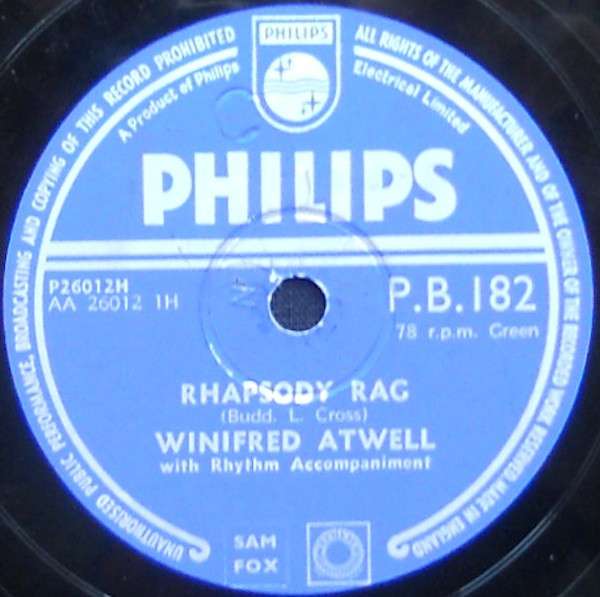 UNAUTHORISED PUBLIC PERFORMANCE, BROADCASTING AND COPYING OF THIS RECORD PROHIBITED
ALL RIGHTS OF THE MANUFACTURER AND OF THE OWNER OF THE RECORDED WORK RESERVED MADE IN ENGLAND
PHILIPS
A Product of Philips
Electrical Limited
PHILIPS
P26012H
AA 26012 1H
P.B.182
78 r.p.m. Green
RHAPSODY RAG
(Budd. L. Cross)
WINIFRED ATWELL
with Rhythm Accompaniment
SAM
FOX